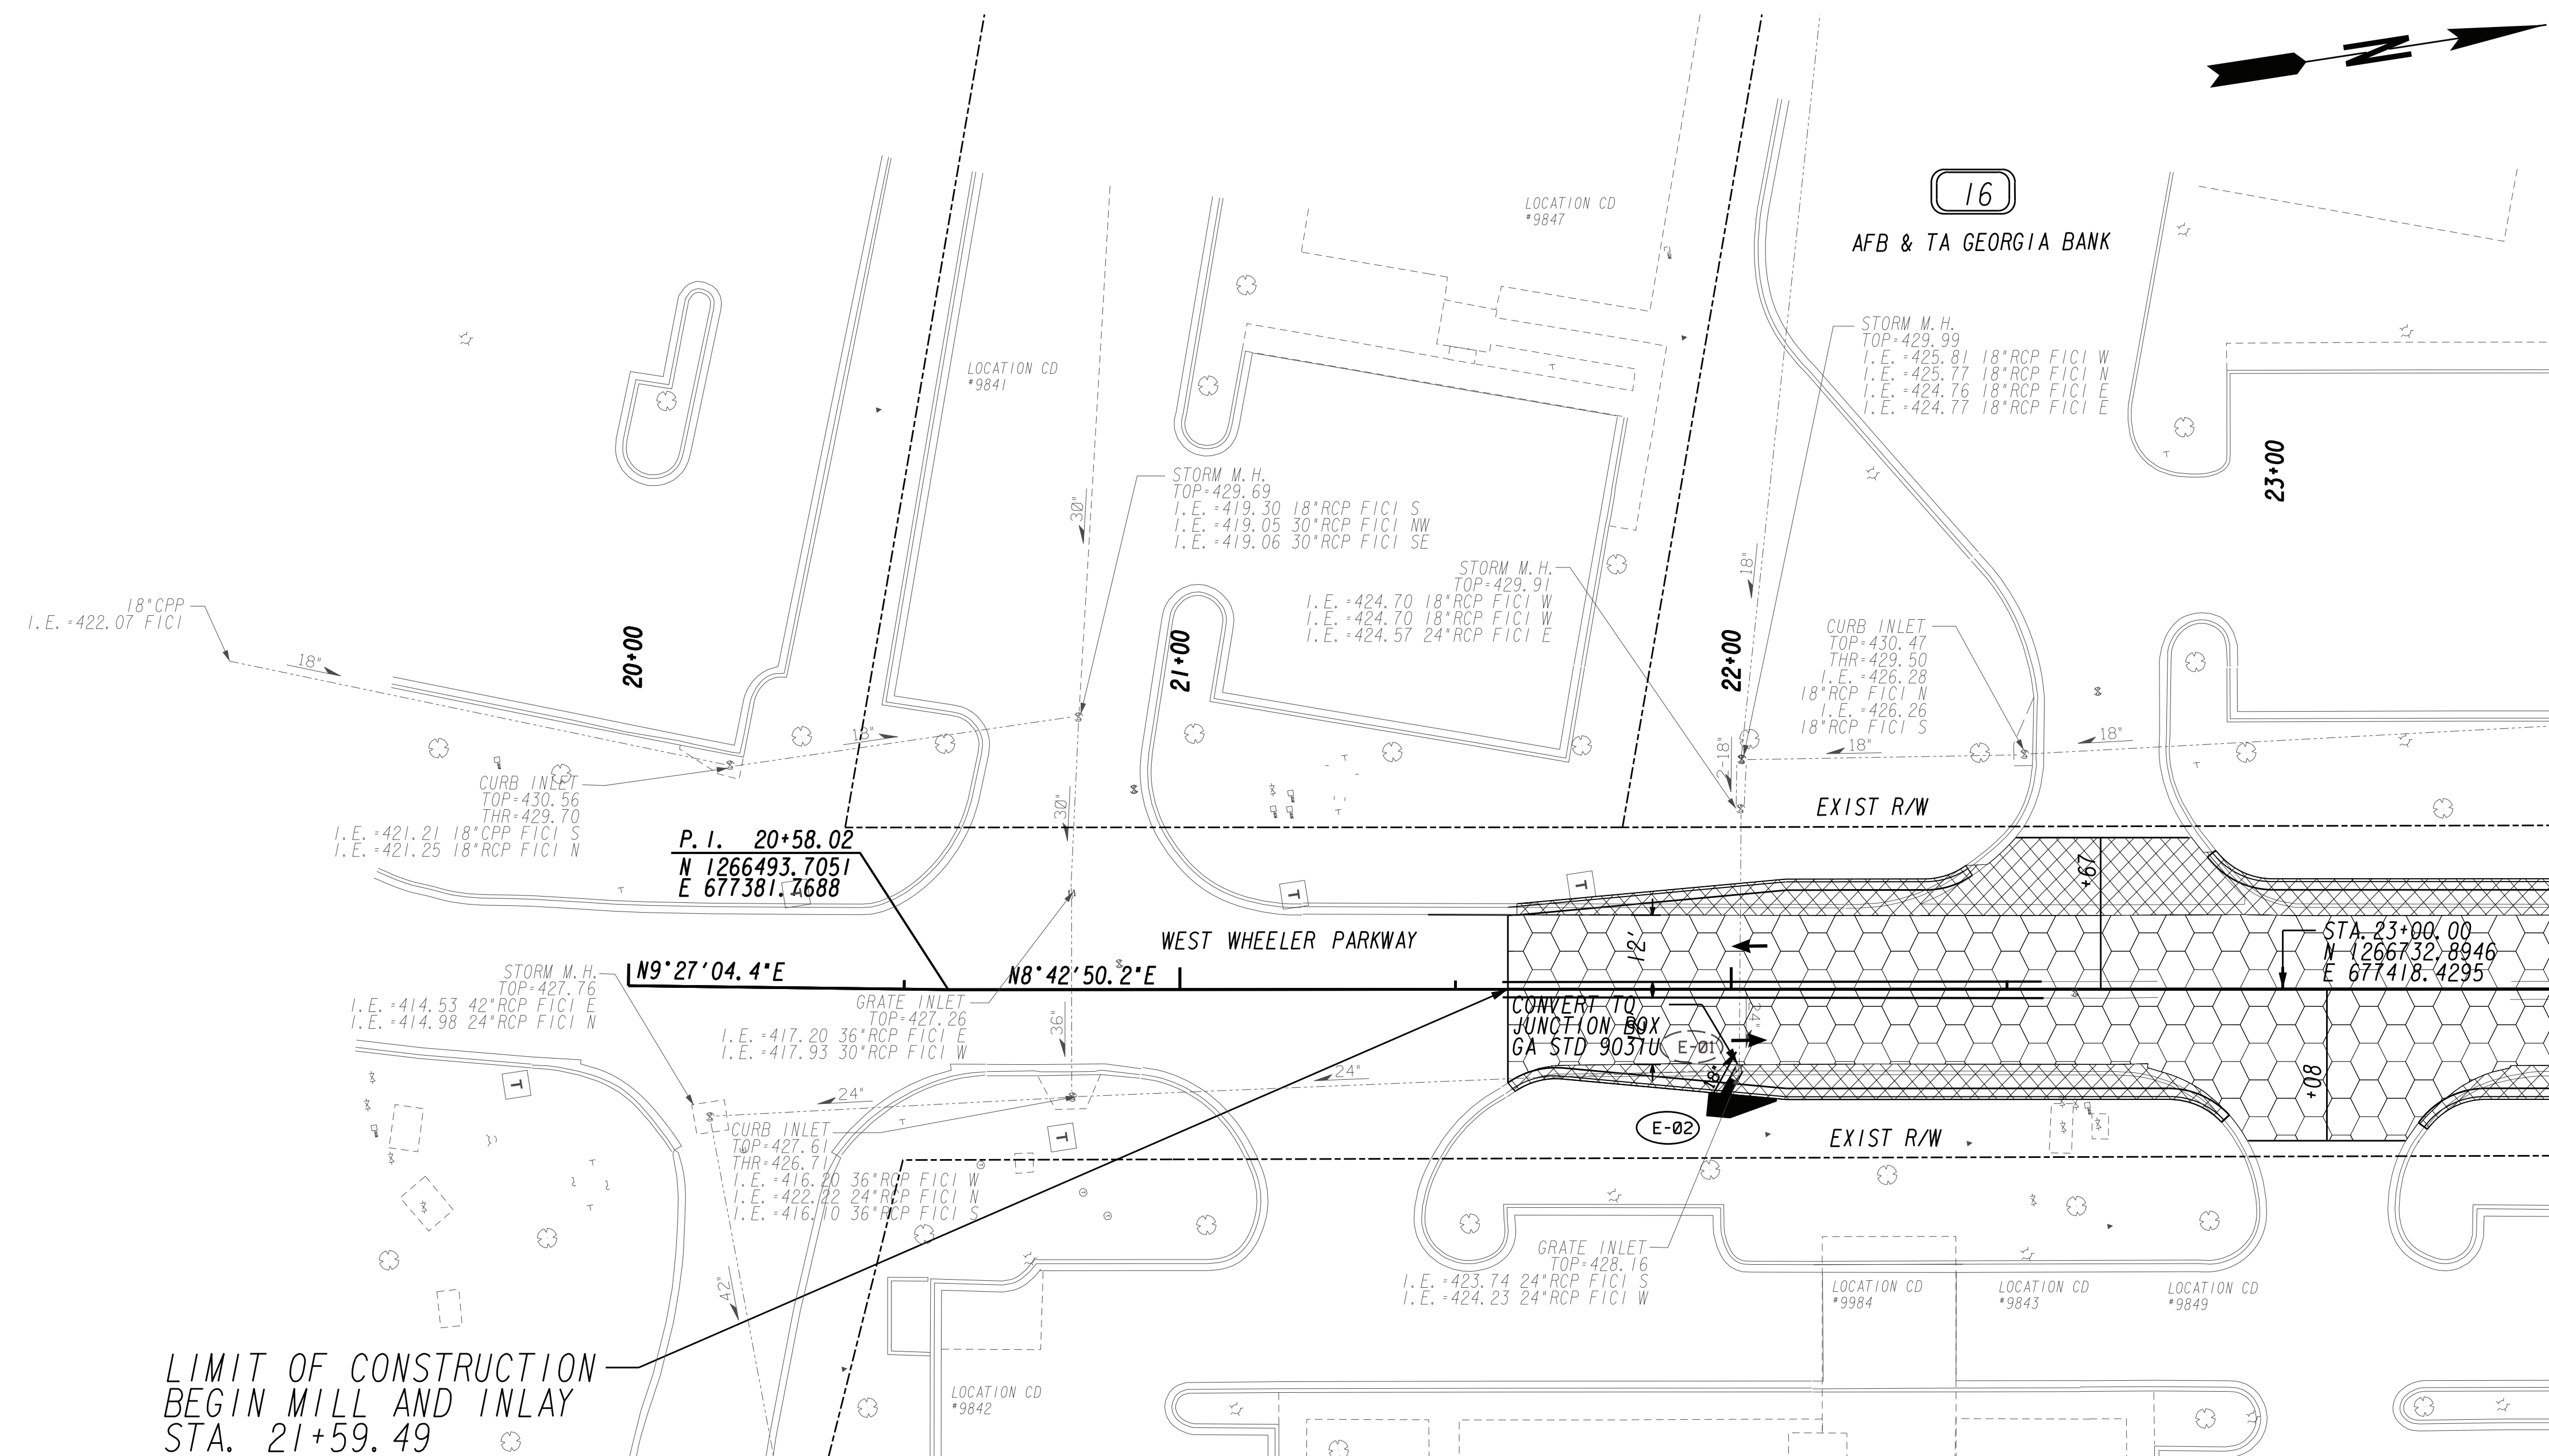 N
16
AFB & TA GEORGIA BANK
LOCATION CD
#9847
LOCATION CD
#9841
STORM M.H.
TOP=429.99
I.E.=425.81 18"RCP FICI W
I.E.=425.77 18"RCP FICI N
I.E.=424.76 18"RCP FICI E
I.E.=424.77 18"RCP FICI E
23+00
STORM M.H.
TOP=429.69
I.E.=419.30 18"RCP FICI S
I.E.=419.05 30"RCP FICI NW
I.E.=419.06 30"RCP FICI SE
30"
18"
STORM M.H.
TOP=429.91
I.E.=424.70 18"RCP FICI W
I.E.=424.70 18"RCP FICI W
I.E.=424.57 24"RCP FICI E
18"CPP
I.E.=422.07 FICI
18"
20+00
21+00
22+00
CURB INLET
TOP=430.47
THR=429.50
I.E.=426.28
18"RCP FICI N
I.E.=426.26
18"RCP FICI S
18"
2-18"
18"
18"
CURB INLET
TOP=430.56
THR=429.70
I.E.=421.21 18"CPP FICI S
I.E.=421.25 18"RCP FICI N
30"
EXIST R/W
P.I. 20+58.02
N 1266493.7051
E 677381.7688
T
T
T
+67
WEST WHEELER PARKWAY
12'
STA.23+00.00
N 1266732.8946
E 677418.4295
N9°27'04.4"E
N8°42'50.2"E
STORM M.H.
TOP=427.76
I.E.=414.53 42"RCP FICI E
I.E.=414.98 24"RCP FICI N
GRATE INLET
TOP=427.26
I.E.=417.20 36"RCP FICI E
I.E.=417.93 30"RCP FICI W
36"
CONVERT TO
JUNCTION BOX
GA STD 9031U
E-01
24"
18"
+08
T
24"
24"
E-02
EXIST R/W
CURB INLET
TOP=427.61
THR=426.71
I.E.=416.20 36"RCP FICI W
I.E.=422.22 24"RCP FICI N
I.E.=416.10 36"RCP FICI S
T
42"
GRATE INLET
TOP=428.16
I.E.=423.74 24"RCP FICI S
I.E.=424.23 24"RCP FICI W
LOCATION CD
#9984
LOCATION CD
#9843
LOCATION CD
#9849
LIMIT OF CONSTRUCTION
BEGIN MILL AND INLAY
STA. 21+59.49
LOCATION CD
#9842